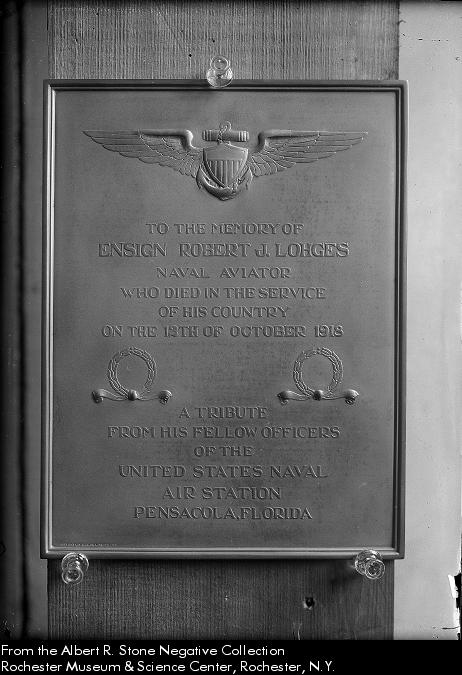 TO THE MEMORY OF
ENSIGN ROBERT J. LOHGES
NAVAL AVIATOR
WHO DIED IN THE SERVICE
OF HIS COUNTRY
ON THE 12TH OF OCTOBER 1918
A TRIBUTE
FROM HIS FELLOW OFFICERS
OF THE
UNITED STATES NAVAL
AIR STATION
PENSACOLA, FLORIDA
From the Albert R. Stone Negative Collection
Rochester Museum & Science Center, Rochester, N.Y.